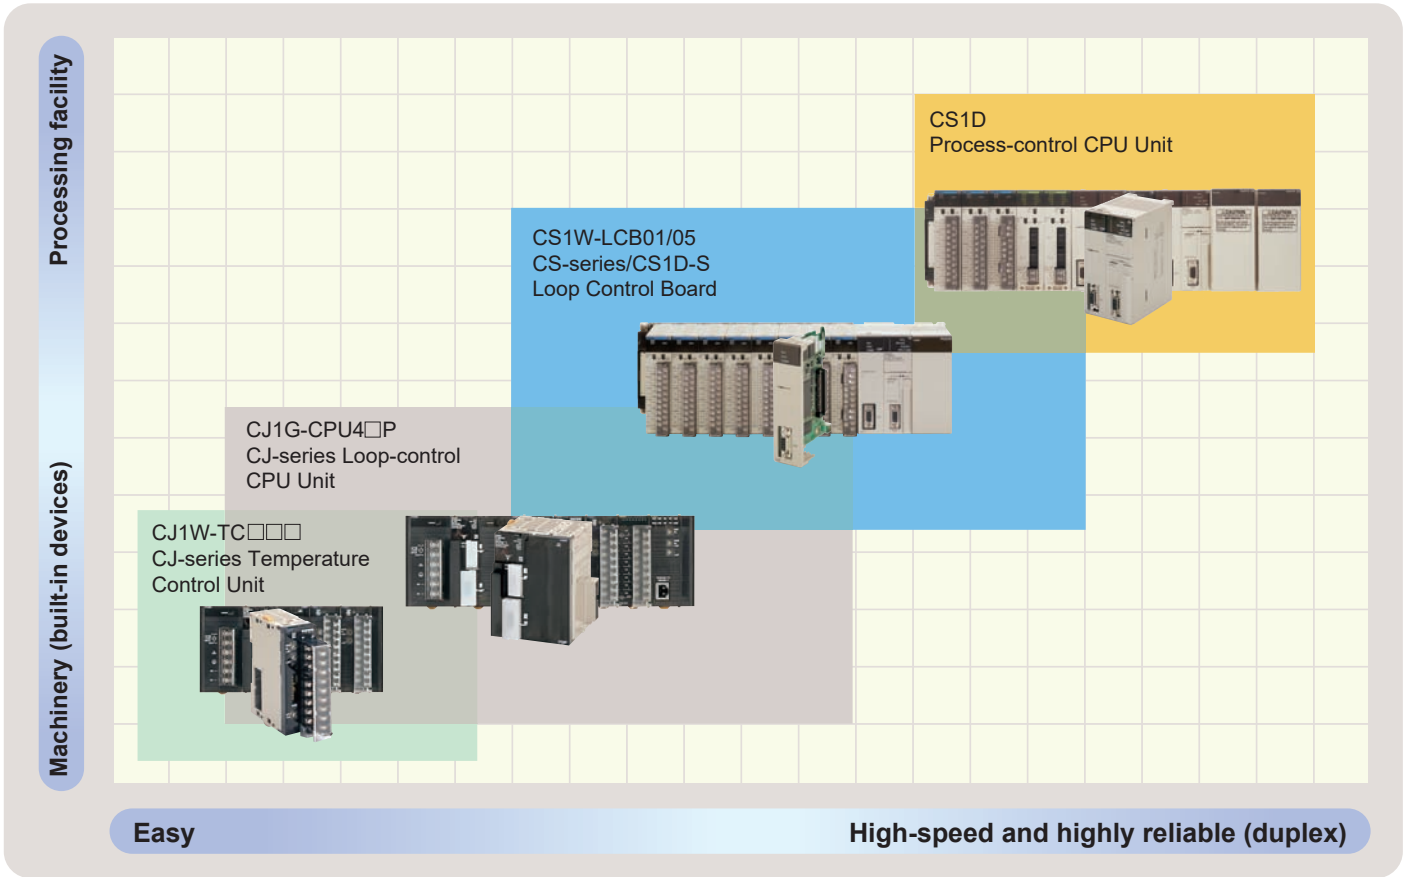 Processing facility
Machinery (built-in devices)
CS1D
Process-control CPU Unit
CS1W-LCB01/05
CS-series/CS1D-S
Loop Control Board
CJ1G-CPU4□P
CJ-series Loop-control
CPU Unit
CJ1W-TC□□□
CJ-series Temperature
Control Unit
⚠CAUTION
⚠CAUTION
Easy
High-speed and highly reliable (duplex)